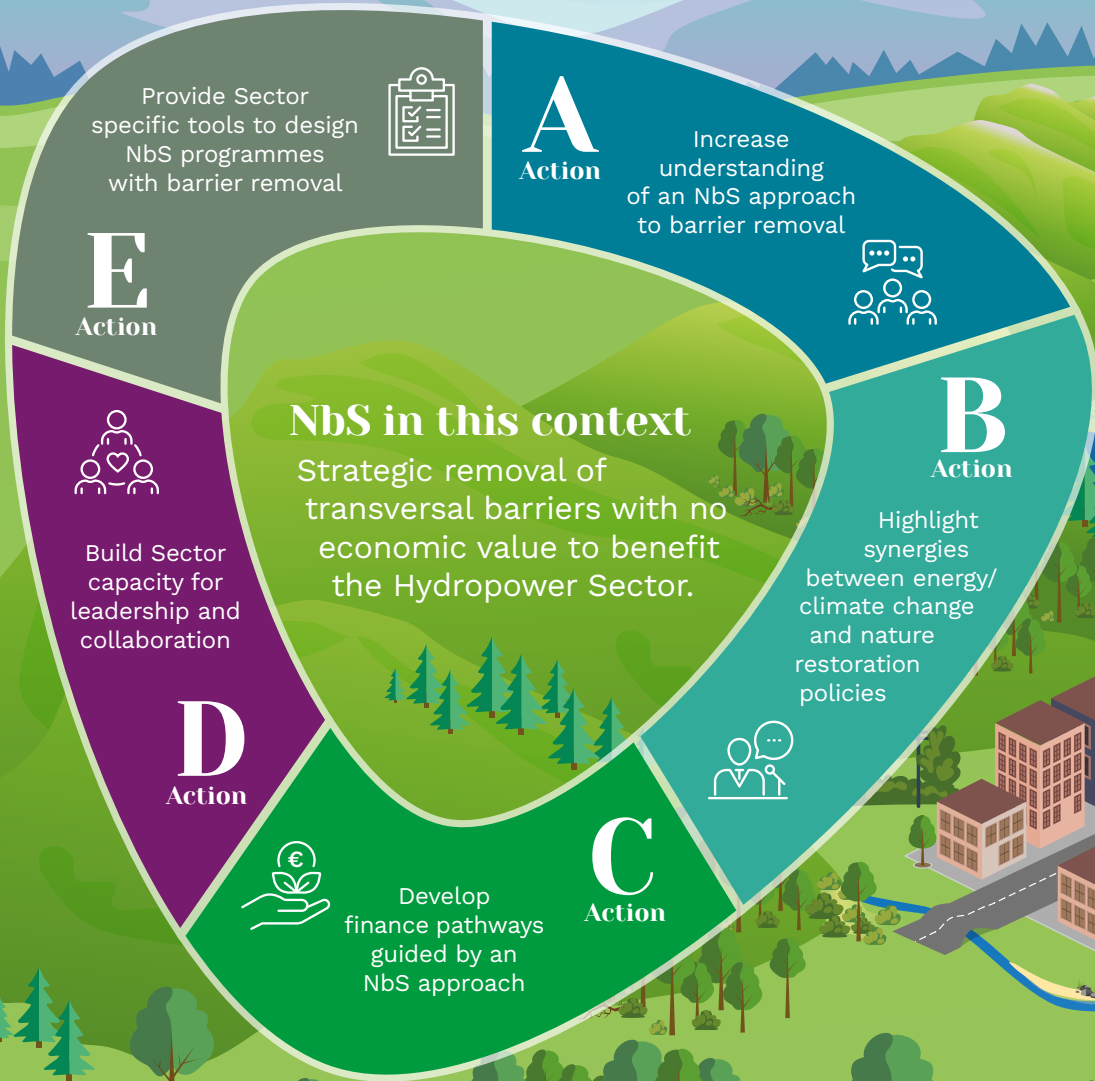 NbS in this context
Strategic removal of
transversal barriers with no
economic value to benefit
the Hydropower Sector.
A
Action
Increase
understanding
of an NbS approach
to barrier removal
B
Action
Highlight
synergies
between energy/
climate change
and nature
restoration
policies
C
Action
Develop
finance pathways
guided by an
NbS approach
€
D
Action
Build Sector
capacity for
leadership and
collaboration
E
Action
Provide Sector
specific tools to design
NbS programmes
with barrier removal